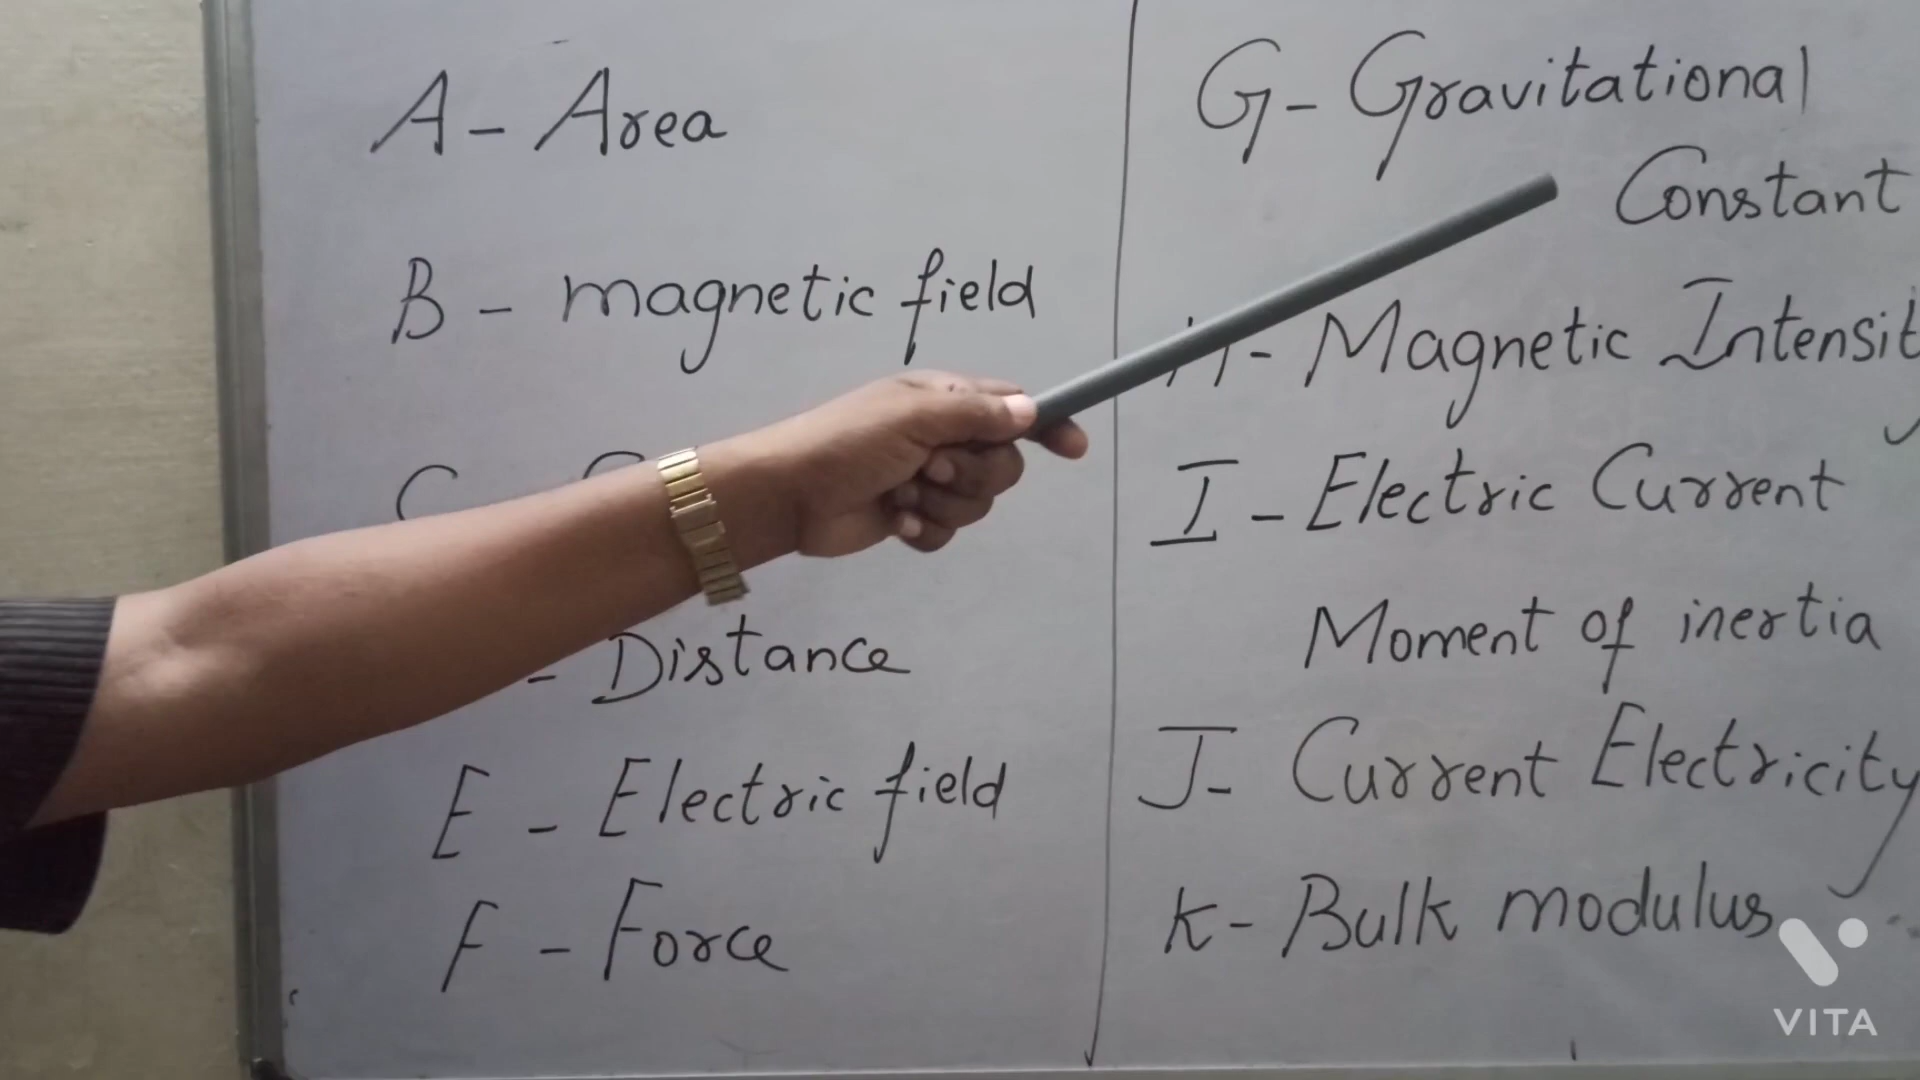 A - Area
B - magnetic field
C -
- Distance
E - Electric field
F - Force
G - Gravitational
Constant
H - Magnetic Intensity
I - Electric Current
Moment of inertia
J - Current Electricity
K - Bulk modulus
VITA